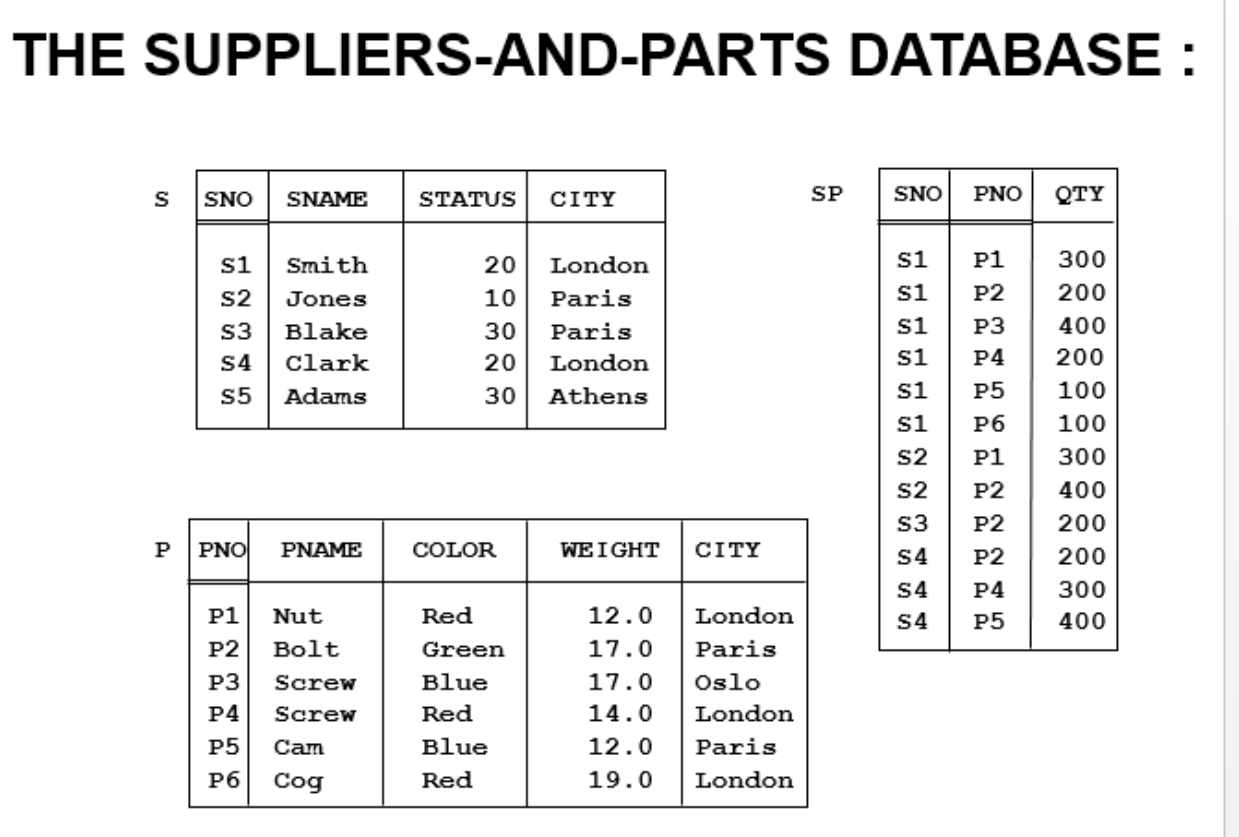 THE SUPPLIERS-AND-PARTS DATABASE :
S SNO SNAME STATUS CITY
S1 Smith 20 London
S2 Jones 10 Paris
S3 Blake 30 Paris
S4 Clark 20 London
S5 Adams 30 Athens
SP SNO PNO QTY
S1 P1 300
S1 P2 200
S1 P3 400
S1 P4 200
S1 P5 100
S1 P6 100
S2 P1 300
S2 P2 400
S3 P2 200
S4 P2 200
S4 P4 300
S4 P5 400
P PNO PNAME COLOR WEIGHT CITY
P1 Nut Red 12.0 London
P2 Bolt Green 17.0 Paris
P3 Screw Blue 17.0 Oslo
P4 Screw Red 14.0 London
P5 Cam Blue 12.0 Paris
P6 Cog Red 19.0 London